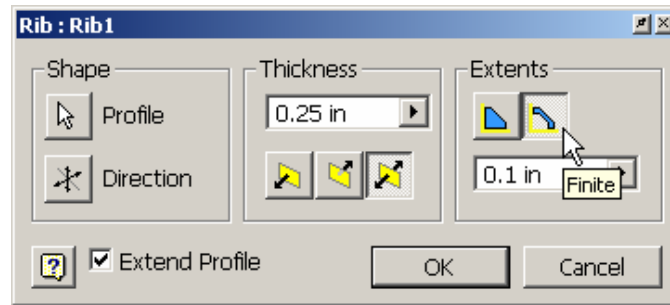 Rib : Rib1
Shape
Profile
Direction
Thickness
0.25 in
Extents
0.1 in
Finite
?
Extend Profile
OK
Cancel